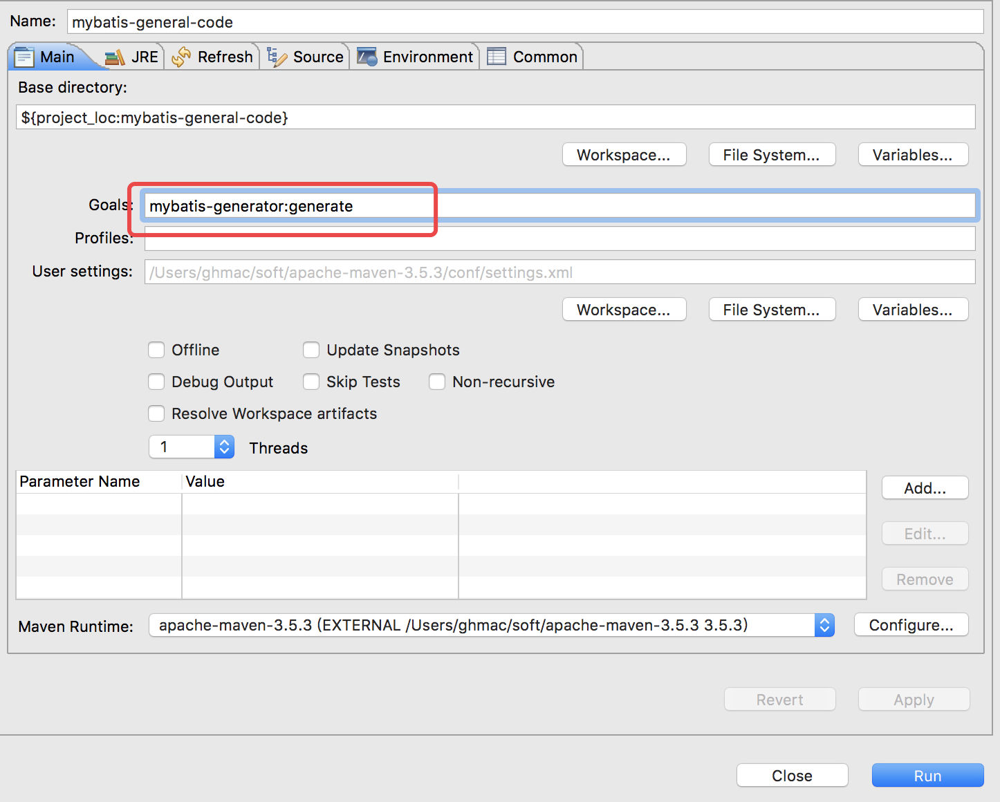 Name: mybatis-general-code
Main JRE Refresh Source Environment Common
Base directory:
${project_loc:mybatis-general-code}
Workspace... File System... Variables...
Goals: mybatis-generator:generate
Profiles:
User settings: /Users/ghmac/soft/apache-maven-3.5.3/conf/settings.xml
Workspace... File System... Variables...
Offline Update Snapshots
Debug Output Skip Tests Non-recursive
Resolve Workspace artifacts
1 Threads
Parameter Name Value
Add...
Edit...
Remove
Maven Runtime: apache-maven-3.5.3 (EXTERNAL /Users/ghmac/soft/apache-maven-3.5.3 3.5.3) Configure...
Revert Apply
Close Run